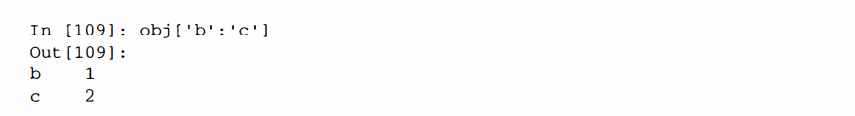 In [109]: obj['b':'c']
Out[109]:
b    1
c    2